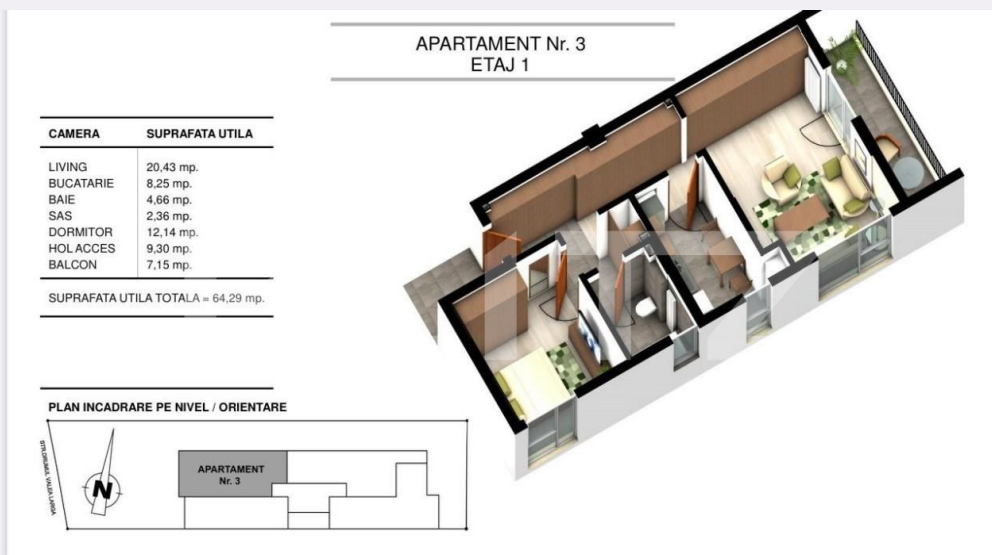 APARTAMENT Nr. 3
ETAJ 1
CAMERA SUPRAFATA UTILA
LIVING 20,43 mp.
BUCATARIE 8,25 mp.
BAIE 4,66 mp.
SAS 2,36 mp.
DORMITOR 12,14 mp.
HOL ACCES 9,30 mp.
BALCON 7,15 mp.
SUPRAFATA UTILA TOTALA = 64,29 mp.
PLAN INCADRARE PE NIVEL / ORIENTARE
VALEA LARGA
N
APARTAMENT
Nr. 3